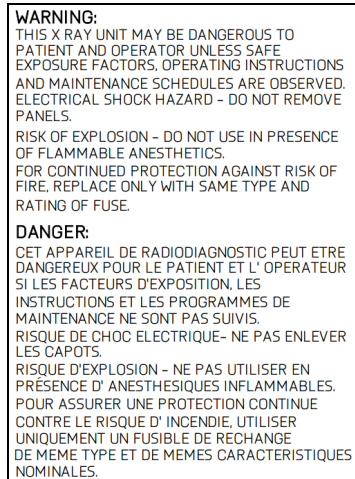 WARNING:
THIS X RAY UNIT MAY BE DANGEROUS TO
PATIENT AND OPERATOR UNLESS SAFE
EXPOSURE FACTORS, OPERATING INSTRUCTIONS
AND MAINTENANCE SCHEDULES ARE OBSERVED.
ELECTRICAL SHOCK HAZARD - DO NOT REMOVE
PANELS.
RISK OF EXPLOSION - DO NOT USE IN PRESENCE
OF FLAMMABLE ANESTHETICS.
FOR CONTINUED PROTECTION AGAINST RISK OF
FIRE, REPLACE ONLY WITH SAME TYPE AND
RATING OF FUSE.
DANGER:
CET APPAREIL DE RADIODIAGNOSTIC PEUT ETRE
DANGEREUX POUR LE PATIENT ET L' OPERATEUR
SI LES FACTEURS D'EXPOSITION, LES
INSTRUCTIONS ET LES PROGRAMMES DE
MAINTENANCE NE SONT PAS SUIVIS.
RISQUE DE CHOC ELECTRIQUE- NE PAS ENLEVER
LES CAPOTS.
RISQUE D'EXPLOSION - NE PAS UTILISER EN
PRÉSENCE D' ANESTHESIQUES INFLAMMABLES.
POUR ASSURER UNE PROTECTION CONTINUE
CONTRE LE RISQUE D' INCENDIE, UTILISER
UNIQUEMENT UN FUSIBLE DE RECHANGE
DE MEME TYPE ET DE MEMES CARACTERISTIQUES
NOMINALES.